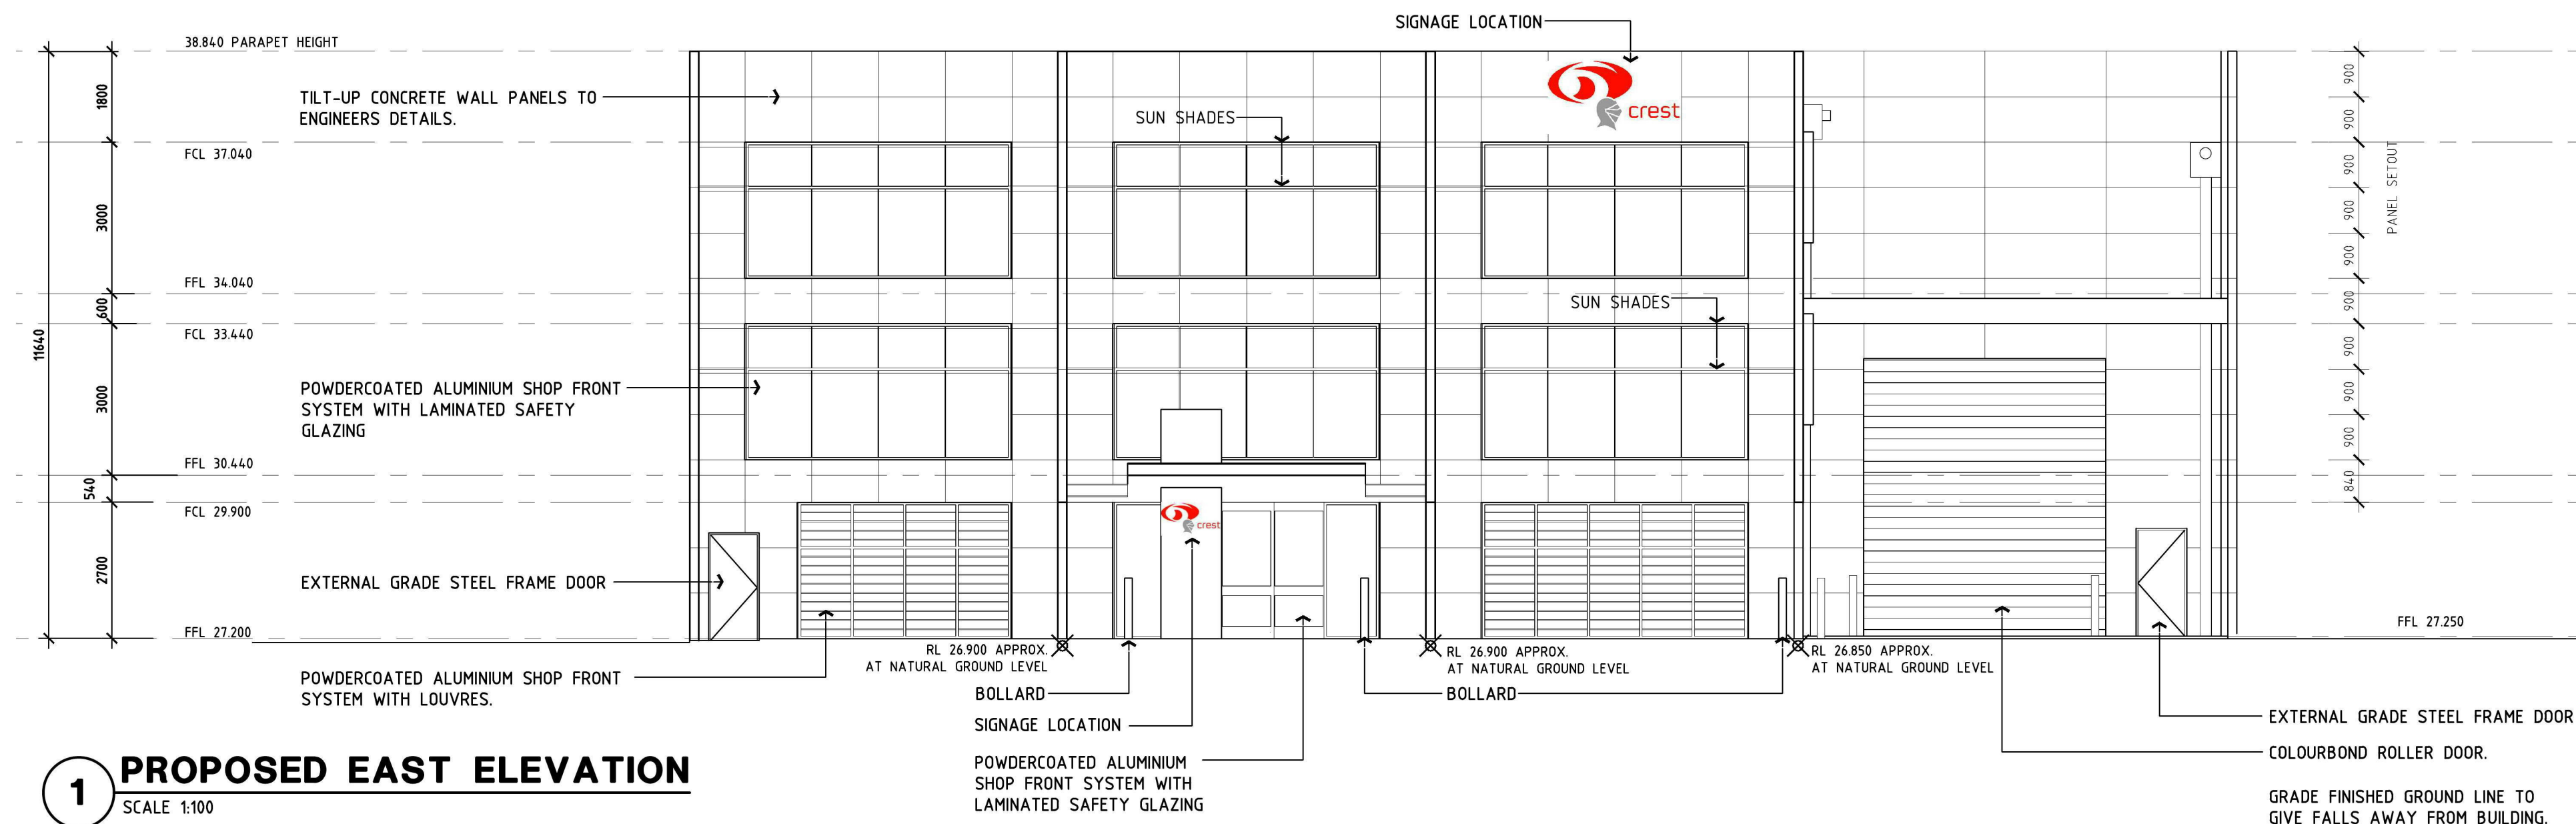 SIGNAGE LOCATION
38.840 PARAPET HEIGHT
TILT-UP CONCRETE WALL PANELS TO
ENGINEERS DETAILS.
SUN SHADES
crest
FCL 37.040
FFL 34.040
FCL 33.440
SUN SHADES
POWDERCOATED ALUMINIUM SHOP FRONT
SYSTEM WITH LAMINATED SAFETY
GLAZING
FFL 30.440
FCL 29.900
crest
EXTERNAL GRADE STEEL FRAME DOOR
FFL 27.200
11640
1800
3000
600
3000
540
2700
900
900
900
900
900
900
900
900
900
840
PANEL SETOUT
FFL 27.250
RL 26.900 APPROX.
AT NATURAL GROUND LEVEL
RL 26.900 APPROX.
AT NATURAL GROUND LEVEL
RL 26.850 APPROX.
AT NATURAL GROUND LEVEL
POWDERCOATED ALUMINIUM SHOP FRONT
SYSTEM WITH LOUVRES.
BOLLARD
BOLLARD
SIGNAGE LOCATION
POWDERCOATED ALUMINIUM
SHOP FRONT SYSTEM WITH
LAMINATED SAFETY GLAZING
EXTERNAL GRADE STEEL FRAME DOOR
COLOURBOND ROLLER DOOR.
GRADE FINISHED GROUND LINE TO
GIVE FALLS AWAY FROM BUILDING.
1 PROPOSED EAST ELEVATION
SCALE 1:100